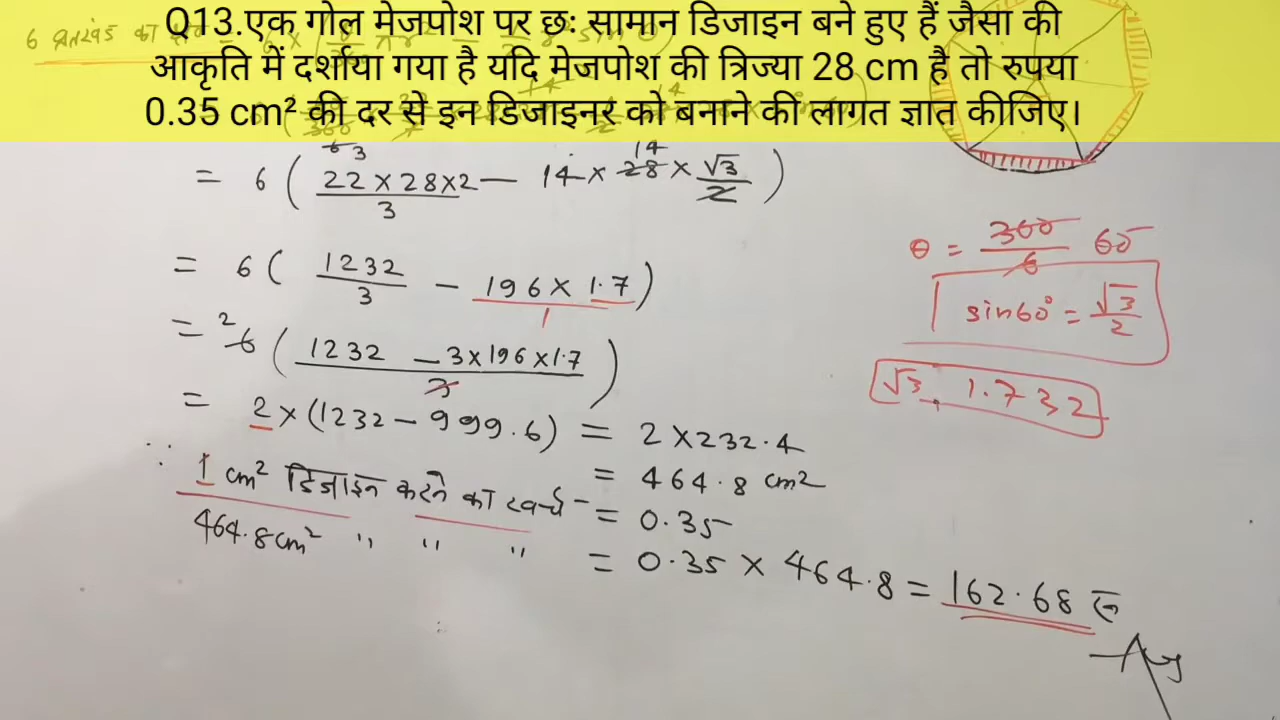 Q13.एक गोल मेजपोश पर छः सामान डिजाइन बने हुए हैं जैसा की
आकृति में दर्शाया गया है यदि मेजपोश की त्रिज्या 28 cm है तो रुपया
0.35 cm² की दर से इन डिजाइनर को बनाने की लागत ज्ञात कीजिए।
= 6 ( 22 × 28 × 2 / 3 — 14 × 28 14 × √3 / 2 )
= 6 ( 1232 / 3 - 196 × 1.7 )
= 6 2 ( 1232 - 3×196×1.7 / 3 )
= 2 × (1232 - 999.6) = 2 × 232.4
= 464.8 cm2
∵ 1 cm2 डिजाइन करने का खर्च - = 0.35
464.8cm2 ,, ,, ,, = 0.35 × 464.8 = 162.68 रु
Ans
θ = 360 / 6 60°
sin60° = √3 / 2
√3 = 1.732